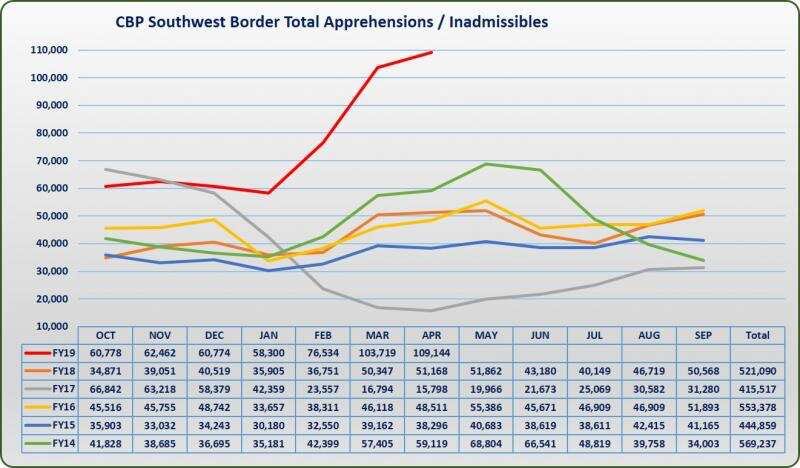 CBP Southwest Border Total Apprehensions / Inadmissibles
110,000
100,000
90,000
80,000
70,000
60,000
50,000
40,000
30,000
20,000
10,000
OCT NOV DEC JAN FEB MAR APR MAY JUN JUL AUG SEP Total
FY19 60,778 62,462 60,774 58,300 76,534 103,719 109,144
FY18 34,871 39,051 40,519 35,905 36,751 50,347 51,168 51,862 43,180 40,149 46,719 50,568 521,090
FY17 66,842 63,218 58,379 42,359 23,557 16,794 15,798 19,966 21,673 25,069 30,582 31,280 415,517
FY16 45,516 45,755 48,742 33,657 38,311 46,118 48,511 55,386 45,671 46,909 46,909 51,893 553,378
FY15 35,903 33,032 34,243 30,180 32,550 39,162 38,296 40,683 38,619 38,611 42,415 41,165 444,859
FY14 41,828 38,685 36,695 35,181 42,399 57,405 59,119 68,804 66,541 48,819 39,758 34,003 569,237